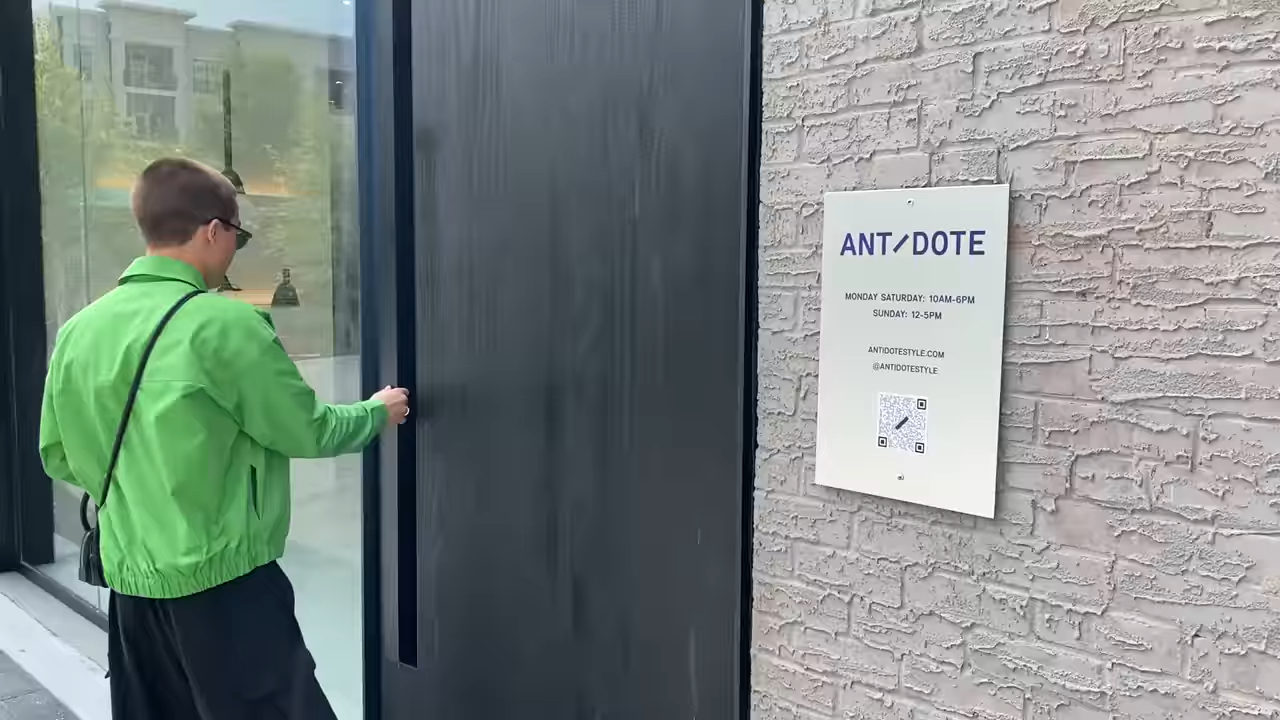 ANT/DOTE
MONDAY SATURDAY: 10AM-6PM
SUNDAY: 12-5PM
ANTIDOTESTYLE.COM
@ANTIDOTESTYLE